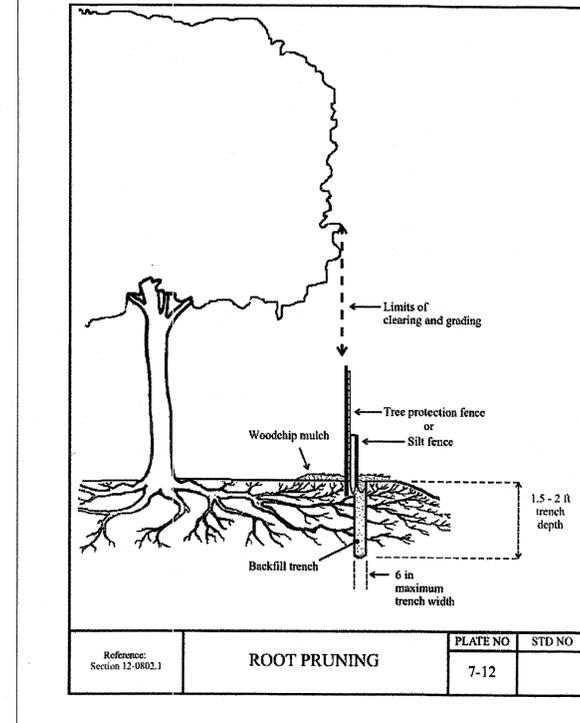 Limits of
clearing and grading
Tree protection fence
or
Silt fence
Woodchip mulch
1.5 - 2 ft
trench
depth
Backfill trench
6 in
maximum
trench width
Reference:
Section 12-0802.1
ROOT PRUNING
PLATE NO
STD NO
7-12